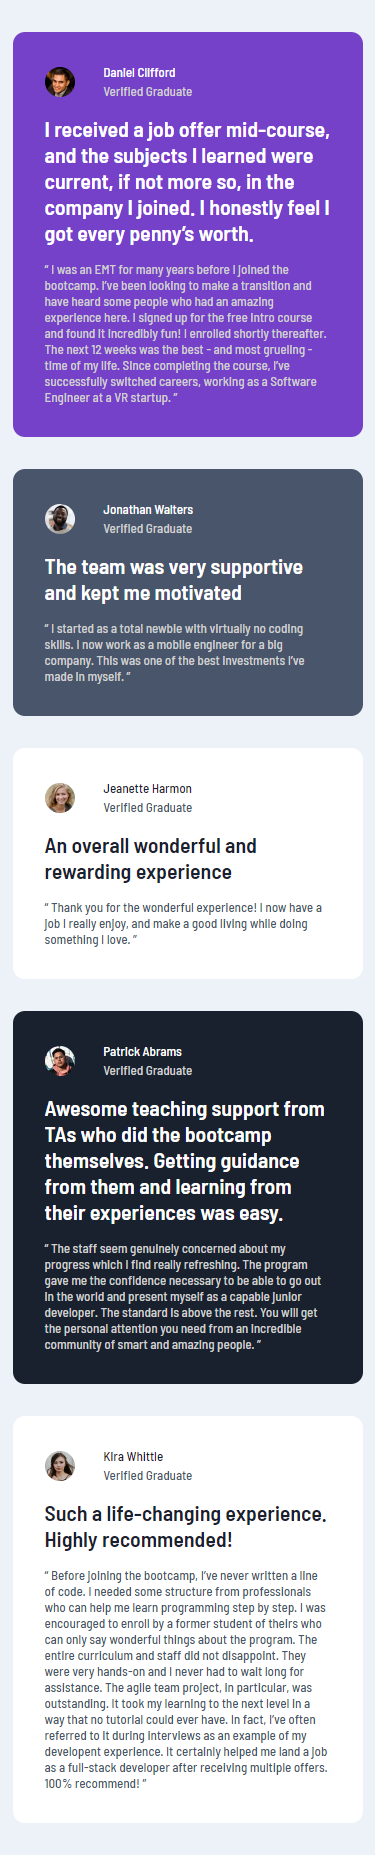 Daniel Clifford
Verified Graduate
I received a job offer mid-course,
and the subjects I learned were
current, if not more so, in the
company I joined. I honestly feel I
got every penny’s worth.
“ I was an EMT for many years before I joined the
bootcamp. I’ve been looking to make a transition and
have heard some people who had an amazing
experience here. I signed up for the free intro course
and found it incredibly fun! I enrolled shortly thereafter.
The next 12 weeks was the best - and most grueling -
time of my life. Since completing the course, I’ve
successfully switched careers, working as a Software
Engineer at a VR startup. ”
Jonathan Walters
Verified Graduate
The team was very supportive
and kept me motivated
“ I started as a total newbie with virtually no coding
skills. I now work as a mobile engineer for a big
company. This was one of the best investments I’ve
made in myself. ”
Jeanette Harmon
Verified Graduate
An overall wonderful and
rewarding experience
“ Thank you for the wonderful experience! I now have a
job I really enjoy, and make a good living while doing
something I love. ”
Patrick Abrams
Verified Graduate
Awesome teaching support from
TAs who did the bootcamp
themselves. Getting guidance
from them and learning from
their experiences was easy.
“ The staff seem genuinely concerned about my
progress which I find really refreshing. The program
gave me the confidence necessary to be able to go out
in the world and present myself as a capable junior
developer. The standard is above the rest. You will get
the personal attention you need from an incredible
community of smart and amazing people. ”
Kira Whittle
Verified Graduate
Such a life-changing experience.
Highly recommended!
“ Before joining the bootcamp, I’ve never written a line
of code. I needed some structure from professionals
who can help me learn programming step by step. I was
encouraged to enroll by a former student of theirs who
can only say wonderful things about the program. The
entire curriculum and staff did not disappoint. They
were very hands-on and I never had to wait long for
assistance. The agile team project, in particular, was
outstanding. It took my learning to the next level in a
way that no tutorial could ever have. In fact, I’ve often
referred to it during interviews as an example of my
developent experience. It certainly helped me land a job
as a full-stack developer after receiving multiple offers.
100% recommend! ”